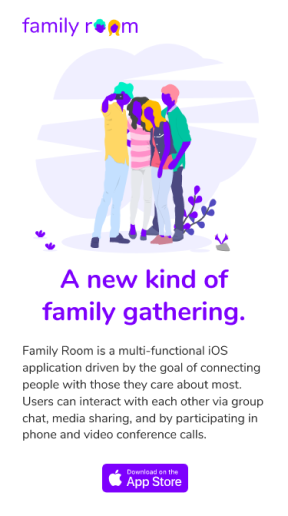 family room
A new kind of
family gathering.
Family Room is a multi-functional iOS
application driven by the goal of connecting
people with those they care about most.
Users can interact with each other via group
chat, media sharing, and by participating in
phone and video conference calls.
Download on the
App Store